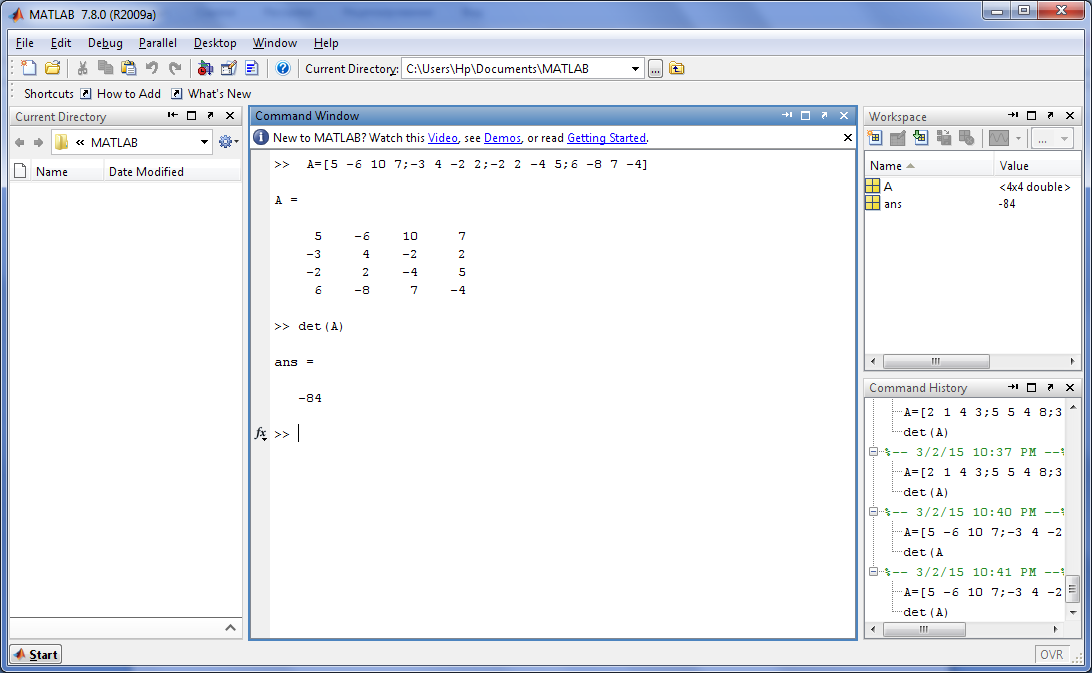 MATLAB 7.8.0 (R2009a)
File Edit Debug Parallel Desktop Window Help
Current Directory: C:\Users\Hp\Documents\MATLAB ...
Shortcuts How to Add What's New
Current Directory
« MATLAB
Name Date Modified
Command Window
New to MATLAB? Watch this Video, see Demos, or read Getting Started.
>> A=[5 -6 10 7;-3 4 -2 2;-2 2 -4 5;6 -8 7 -4]
A =
5 -6 10 7
-3 4 -2 2
-2 2 -4 5
6 -8 7 -4
>> det(A)
ans =
-84
fx >>
Workspace
...
Name Value
A <4x4 double>
ans -84
Command History
A=[2 1 4 3;5 5 4 8;3
det(A)
%-- 3/2/15 10:37 PM --%
A=[2 1 4 3;5 5 4 8;3
det(A)
%-- 3/2/15 10:40 PM --%
A=[5 -6 10 7;-3 4 -2
det(A
%-- 3/2/15 10:41 PM --%
A=[5 -6 10 7;-3 4 -2
det(A)
Start
OVR